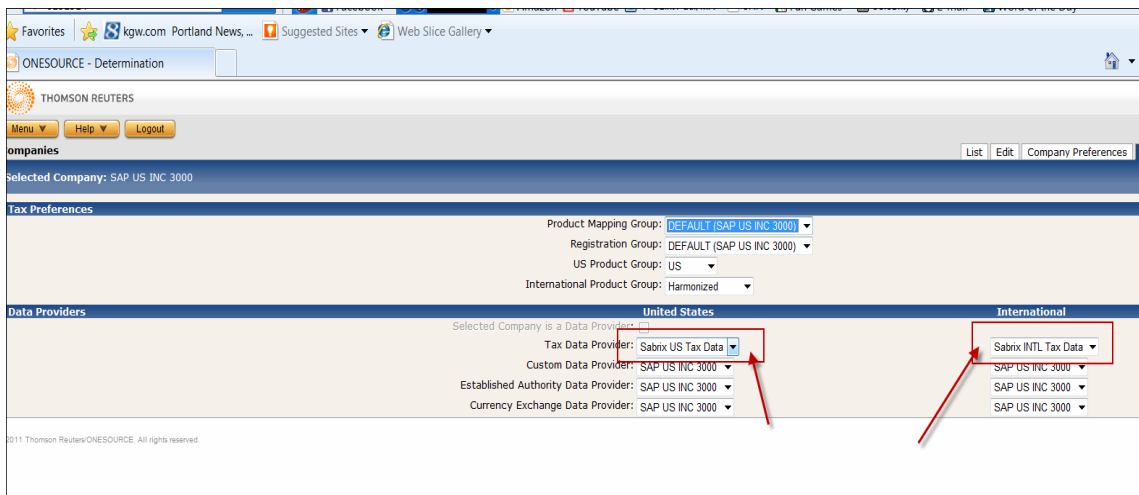 Favorites kgw.com Portland News, ... Suggested Sites ▼ Web Slice Gallery ▼
ONESOURCE - Determination
THOMSON REUTERS
Menu ▼ Help ▼ Logout
ompanies List Edit Company Preferences
Selected Company: SAP US INC 3000
Tax Preferences
Product Mapping Group: DEFAULT (SAP US INC 3000)
Registration Group: DEFAULT (SAP US INC 3000)
US Product Group: US
International Product Group: Harmonized
Data Providers United States International
Selected Company is a Data Provider:
Tax Data Provider: Sabrix US Tax Data Sabrix INTL Tax Data
Custom Data Provider: SAP US INC 3000 SAP US INC 3000
Established Authority Data Provider: SAP US INC 3000 SAP US INC 3000
Currency Exchange Data Provider: SAP US INC 3000 SAP US INC 3000
2011 Thomson Reuters/ONESOURCE. All rights reserved.